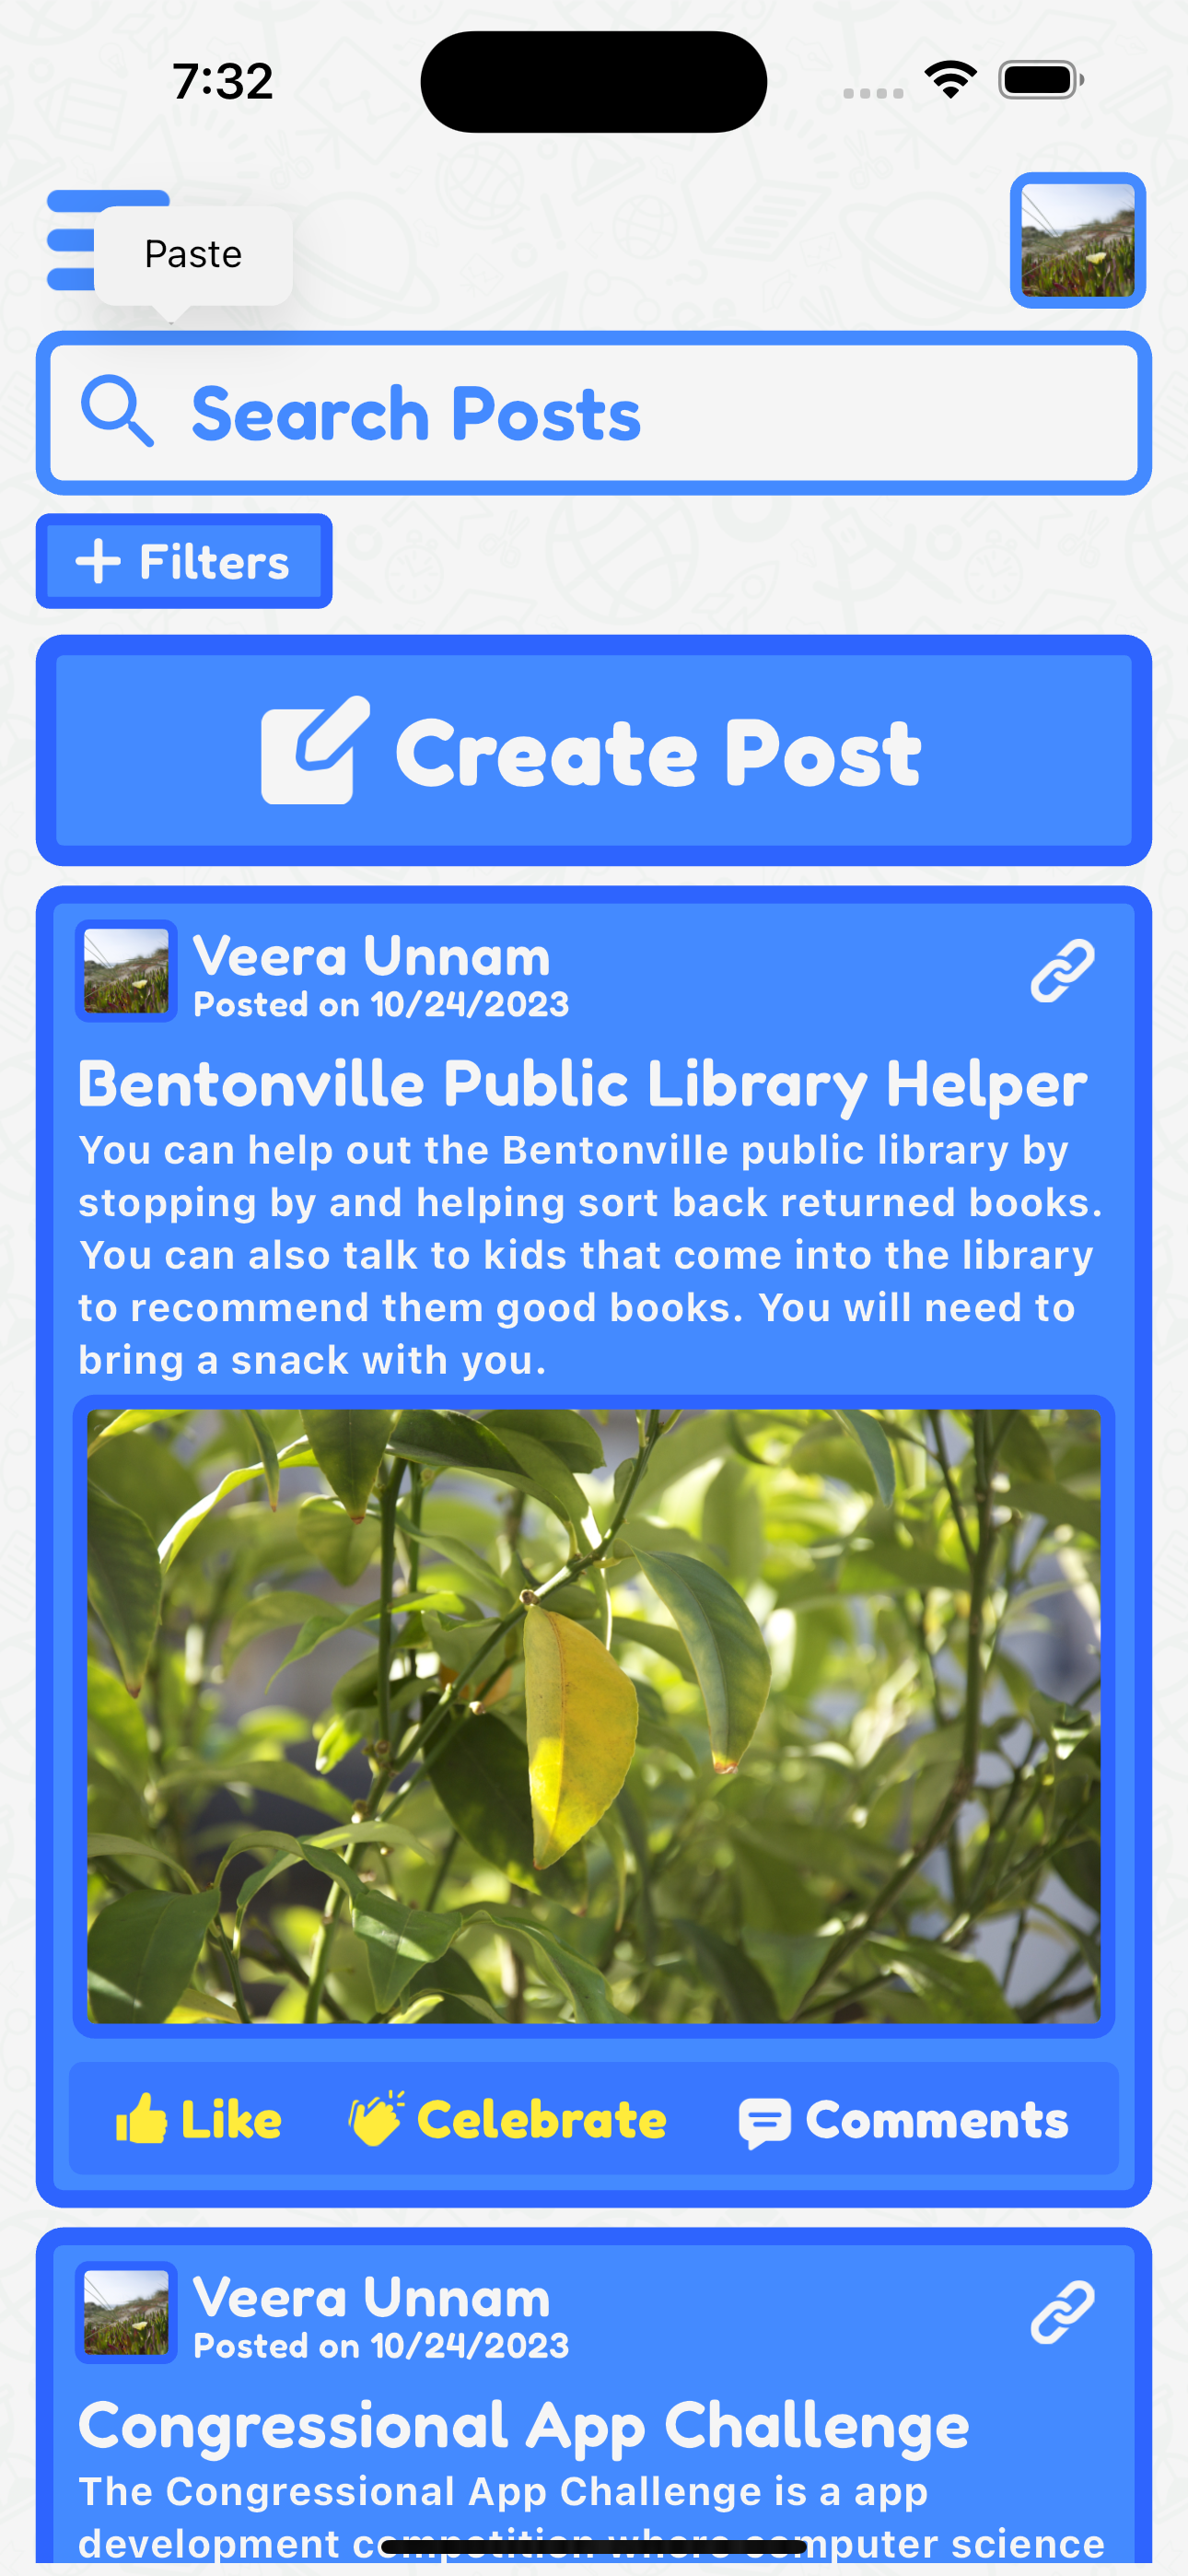 7:32
Paste
Search Posts
Filters
Create Post
Veera Unnam
Posted on 10/24/2023
Bentonville Public Library Helper
You can help out the Bentonville public library by
stopping by and helping sort back returned books.
You can also talk to kids that come into the library
to recommend them good books. You will need to
bring a snack with you.
Like Celebrate Comments
Veera Unnam
Posted on 10/24/2023
Congressional App Challenge
The Congressional App Challenge is a app
development competition where computer science